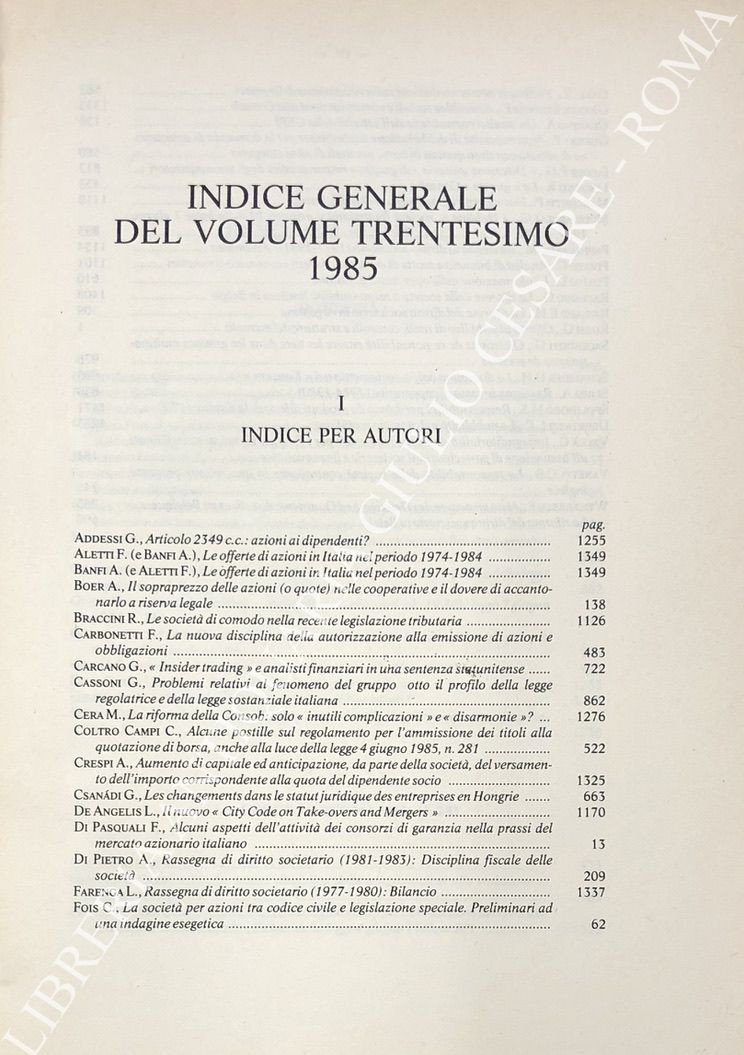 INDICE GENERALE
DEL VOLUME TRENTESIMO
1985
I
INDICE PER AUTORI
pag.
ADDESSI G., Articolo 2349 c.c.: azioni ai dipendenti? ........ 1255
ALETTI F. (e BANFI A.), Le offerte di azioni in Italia nel periodo 1974-1984 ........ 1349
BANFI A. (e ALETTI F.), Le offerte di azioni in Italia nel periodo 1974-1984 ........ 1349
BOER A., Il sopraprezzo delle azioni (o quote) nelle cooperative e il dovere di accanto-
narlo a riserva legale ........ 138
BRACCINI R., Le società di comodo nella recente legislazione tributaria ........ 1126
CARBONETTI F., La nuova disciplina della autorizzazione alla emissione di azioni e
obbligazioni ........ 483
CARCANO G., « Insider trading » e analisti finanziari in una sentenza statunitense ...... 722
CASSONI G., Problemi relativi al fenomeno del gruppo otto il profilo della legge
regolatrice e della legge sostanziale italiana ........ 862
CERA M., La riforma della Consob: solo « inutili complicazioni » e « disarmonie »? ... 1276
COLTRO CAMPI C., Alcune postille sul regolamento per l'ammissione dei titoli alla
quotazione di borsa, anche alla luce della legge 4 giugno 1985, n. 281 ........ 522
CRESPI A., Aumento di capitale ed anticipazione, da parte della società, del versamen-
to dell'importo corrispondente alla quota del dipendente socio ........ 1325
CSANÁDI G., Les changements dans le statut juridique des entreprises en Hongrie ....... 663
DE ANGELIS L., Il nuovo « City Code on Take-overs and Mergers » ........ 1170
DI PASQUALI F., Alcuni aspetti dell'attività dei consorzi di garanzia nella prassi del
mercato azionario italiano ........ 13
DI PIETRO A., Rassegna di diritto societario (1981-1983): Disciplina fiscale delle
società ........ 209
FARENGA L., Rassegna di diritto societario (1977-1980): Bilancio ........ 1337
FOIS C., La società per azioni tra codice civile e legislazione speciale. Preliminari ad
una indagine esegetica ........ 62
LIBRERIA GIULIO CESARE - ROMA